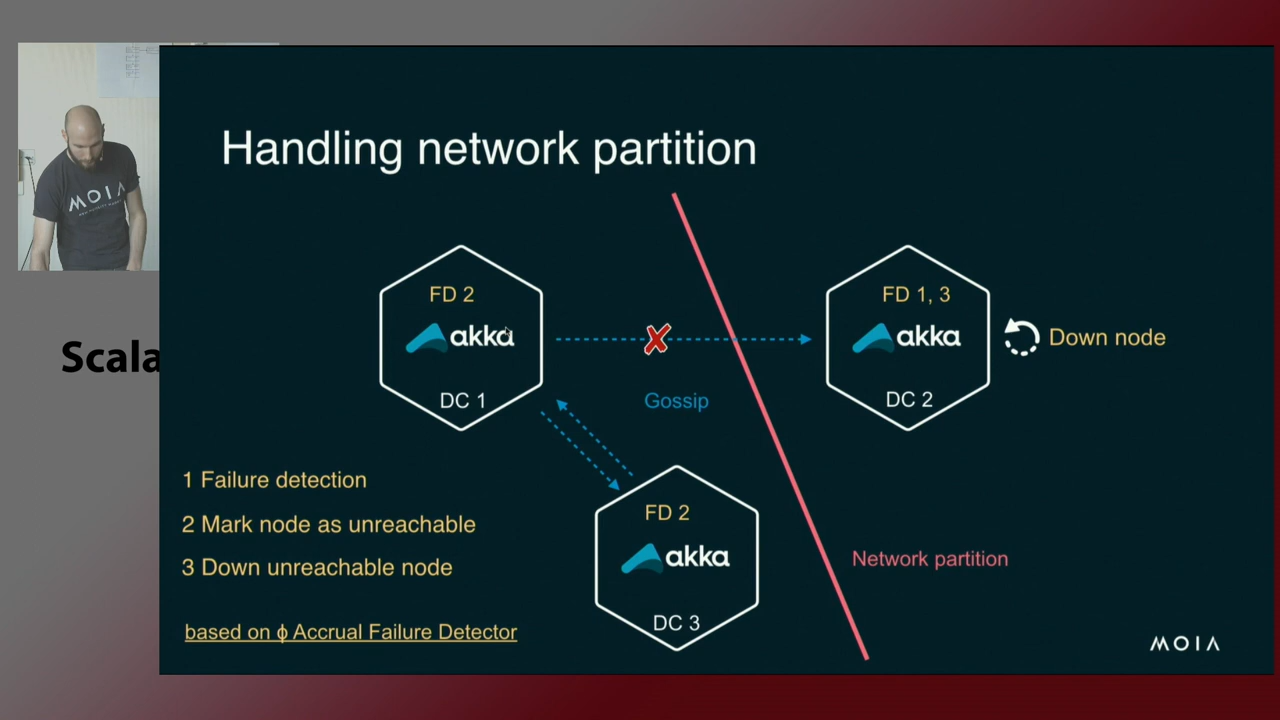 Handling network partition
MOIA
Scala
FD 2
akka
DC 1
FD 1, 3
akka
DC 2
Down node
Gossip
FD 2
akka
DC 3
Network partition
1 Failure detection
2 Mark node as unreachable
3 Down unreachable node
based on ϕ Accrual Failure Detector
MOIA